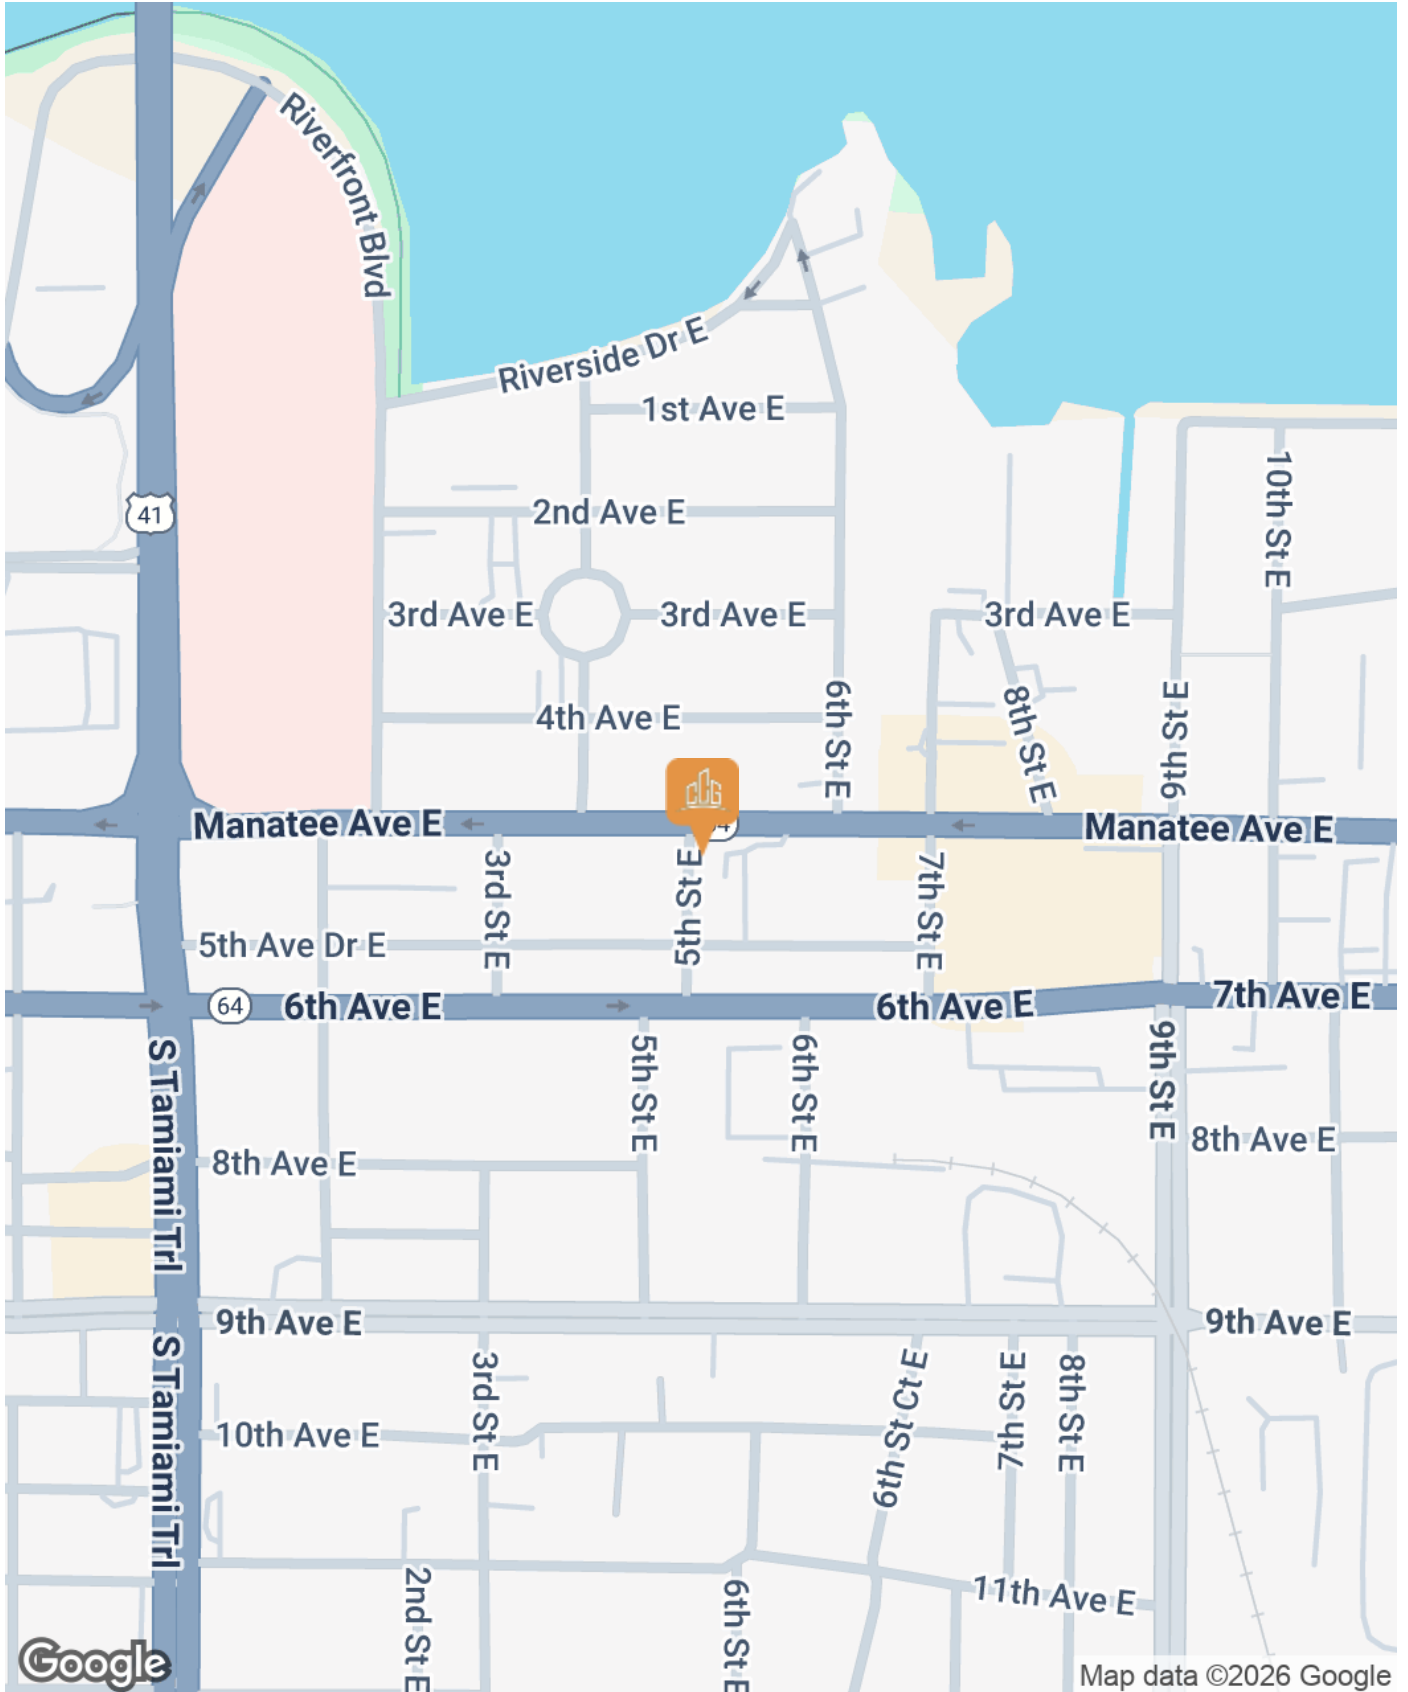 Riverfront Blvd
Riverside Dr E
1st Ave E
10th St E
41
2nd Ave E
3rd Ave E
3rd Ave E
3rd Ave E
6th St E
8th St E
9th St E
4th Ave E
CCG
Manatee Ave E
Manatee Ave E
3rd St E
5th St E
7th St E
5th Ave Dr E
64
6th Ave E
6th Ave E
7th Ave E
S Tamiami Trl
5th St E
6th St E
9th St E
8th Ave E
8th Ave E
9th Ave E
9th Ave E
S Tamiami Trl
3rd St E
6th St Ct E
7th St E
8th St E
10th Ave E
2nd St E
6th St E
11th Ave E
Google
Map data ©2026 Google